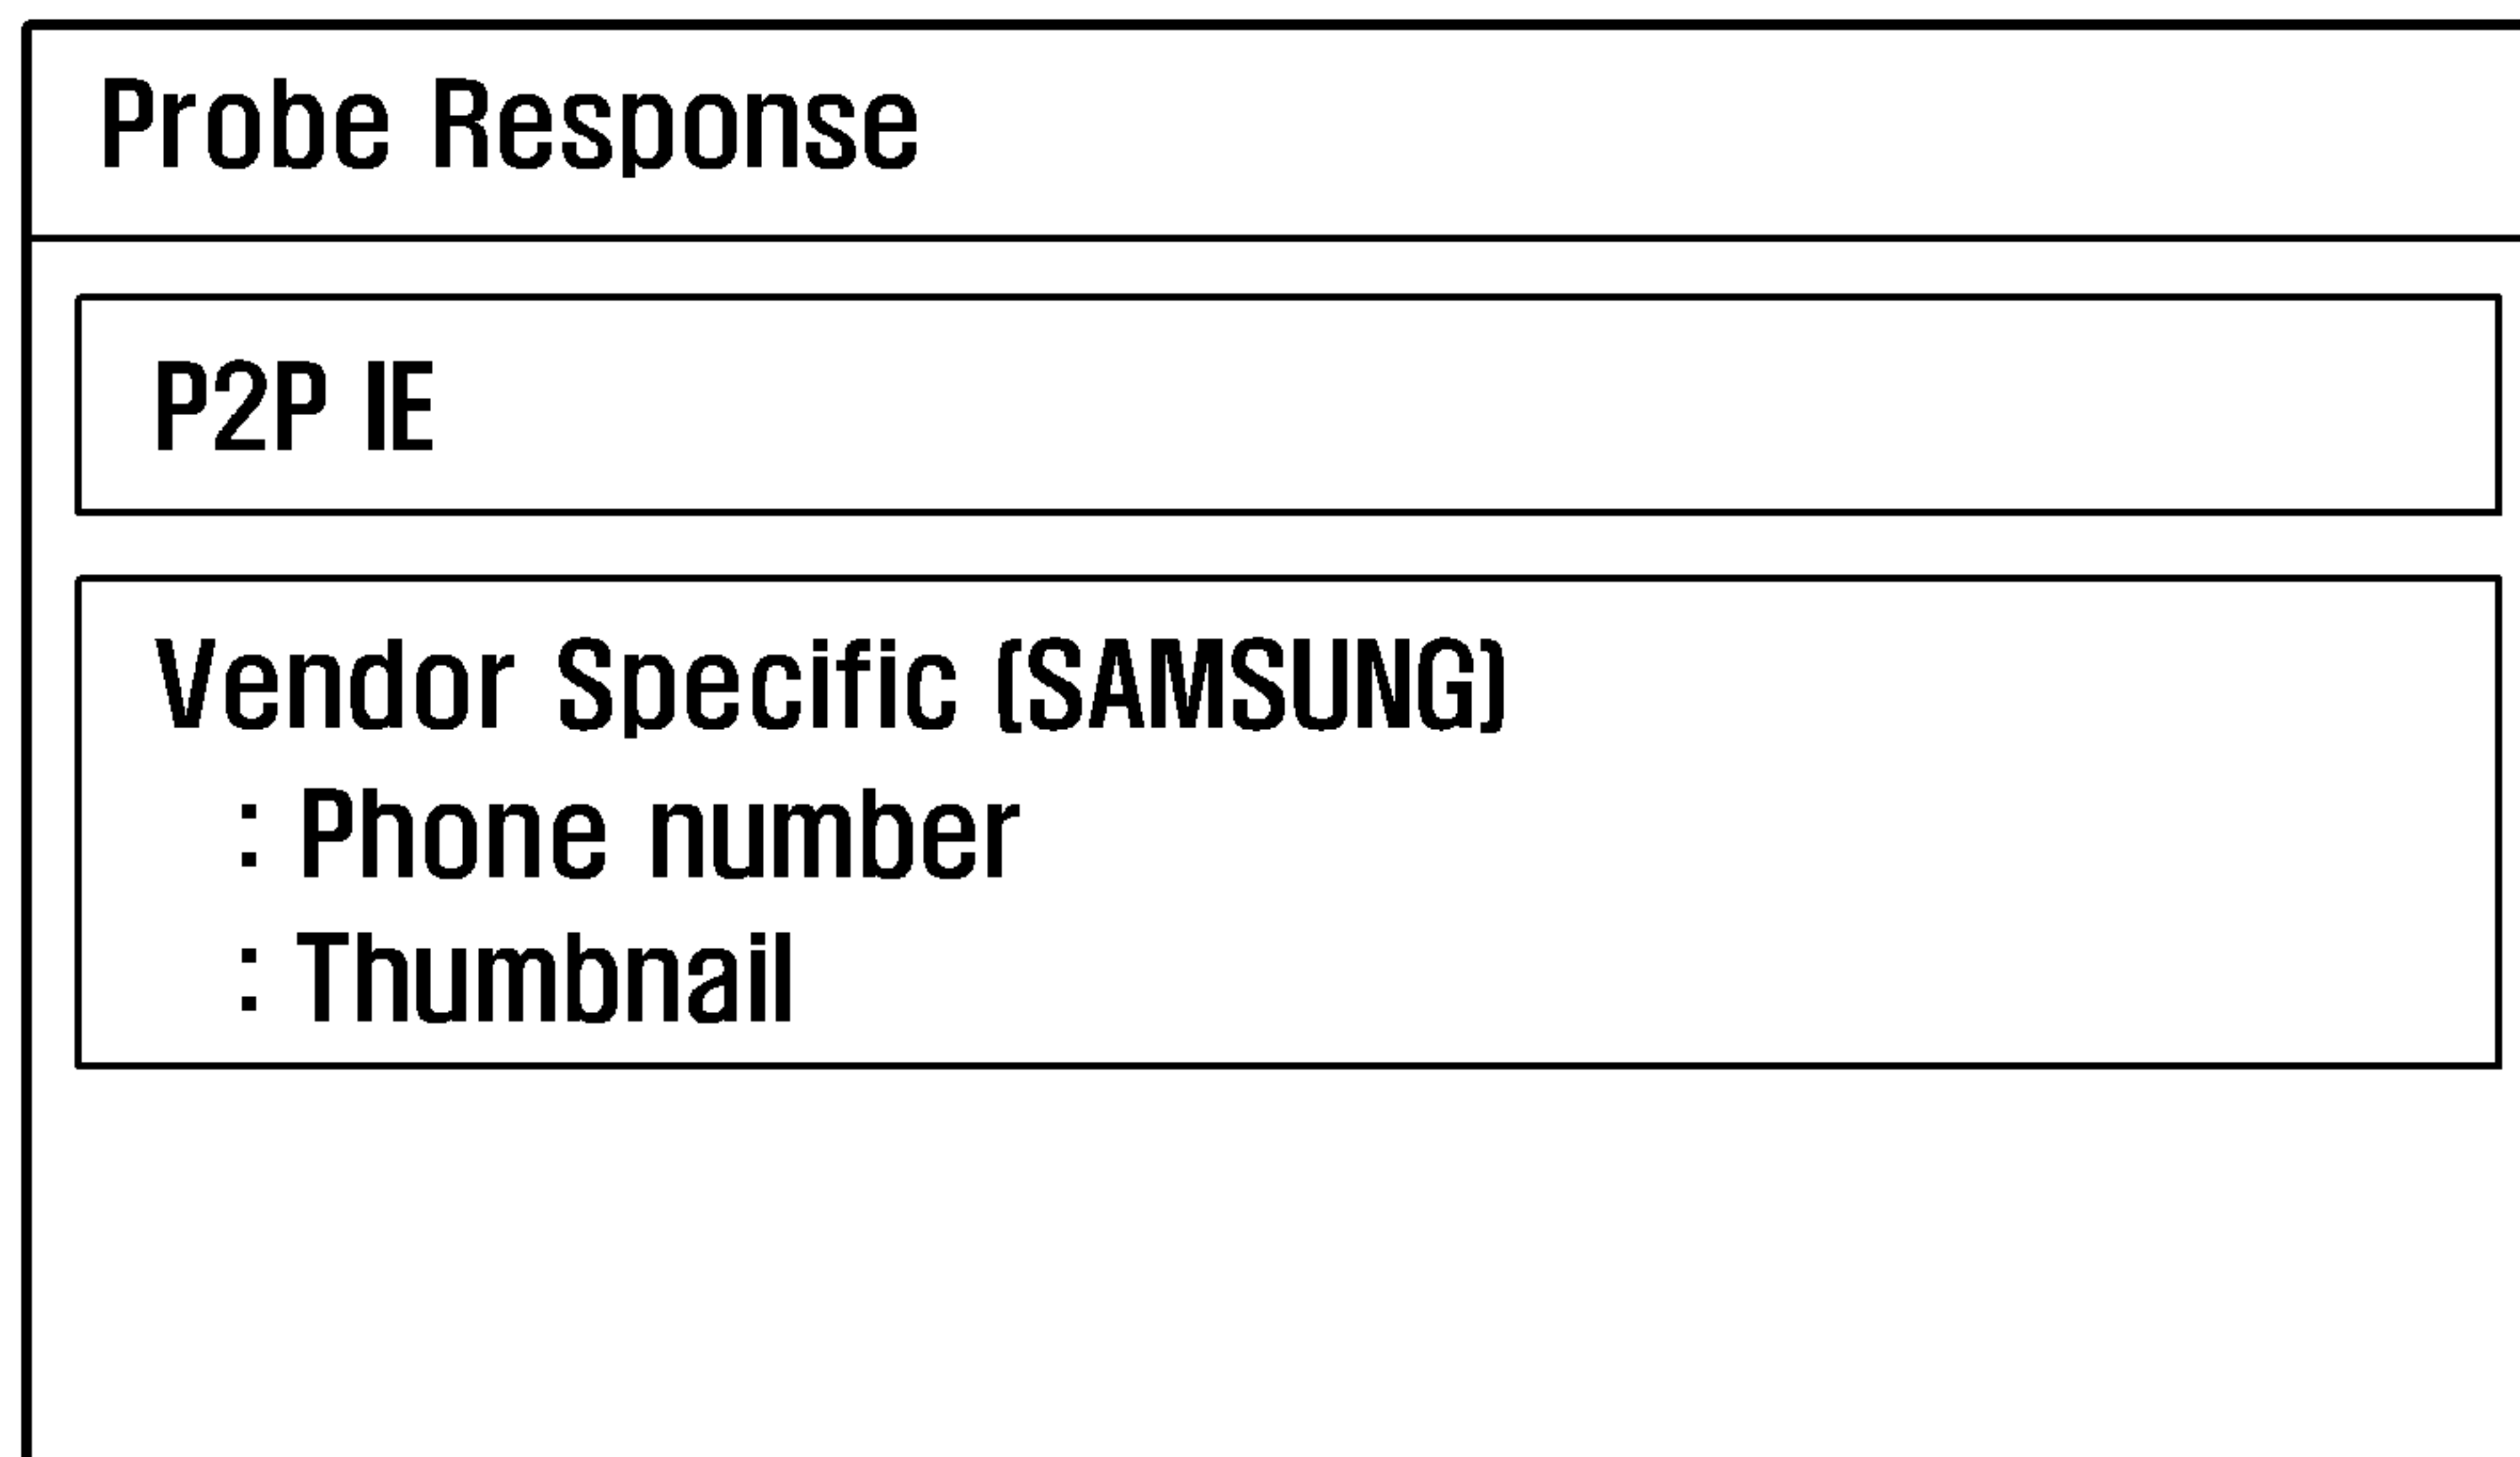 Probe Response
P2P IE
Vendor Specific (SAMSUNG)
: Phone number
: Thumbnail